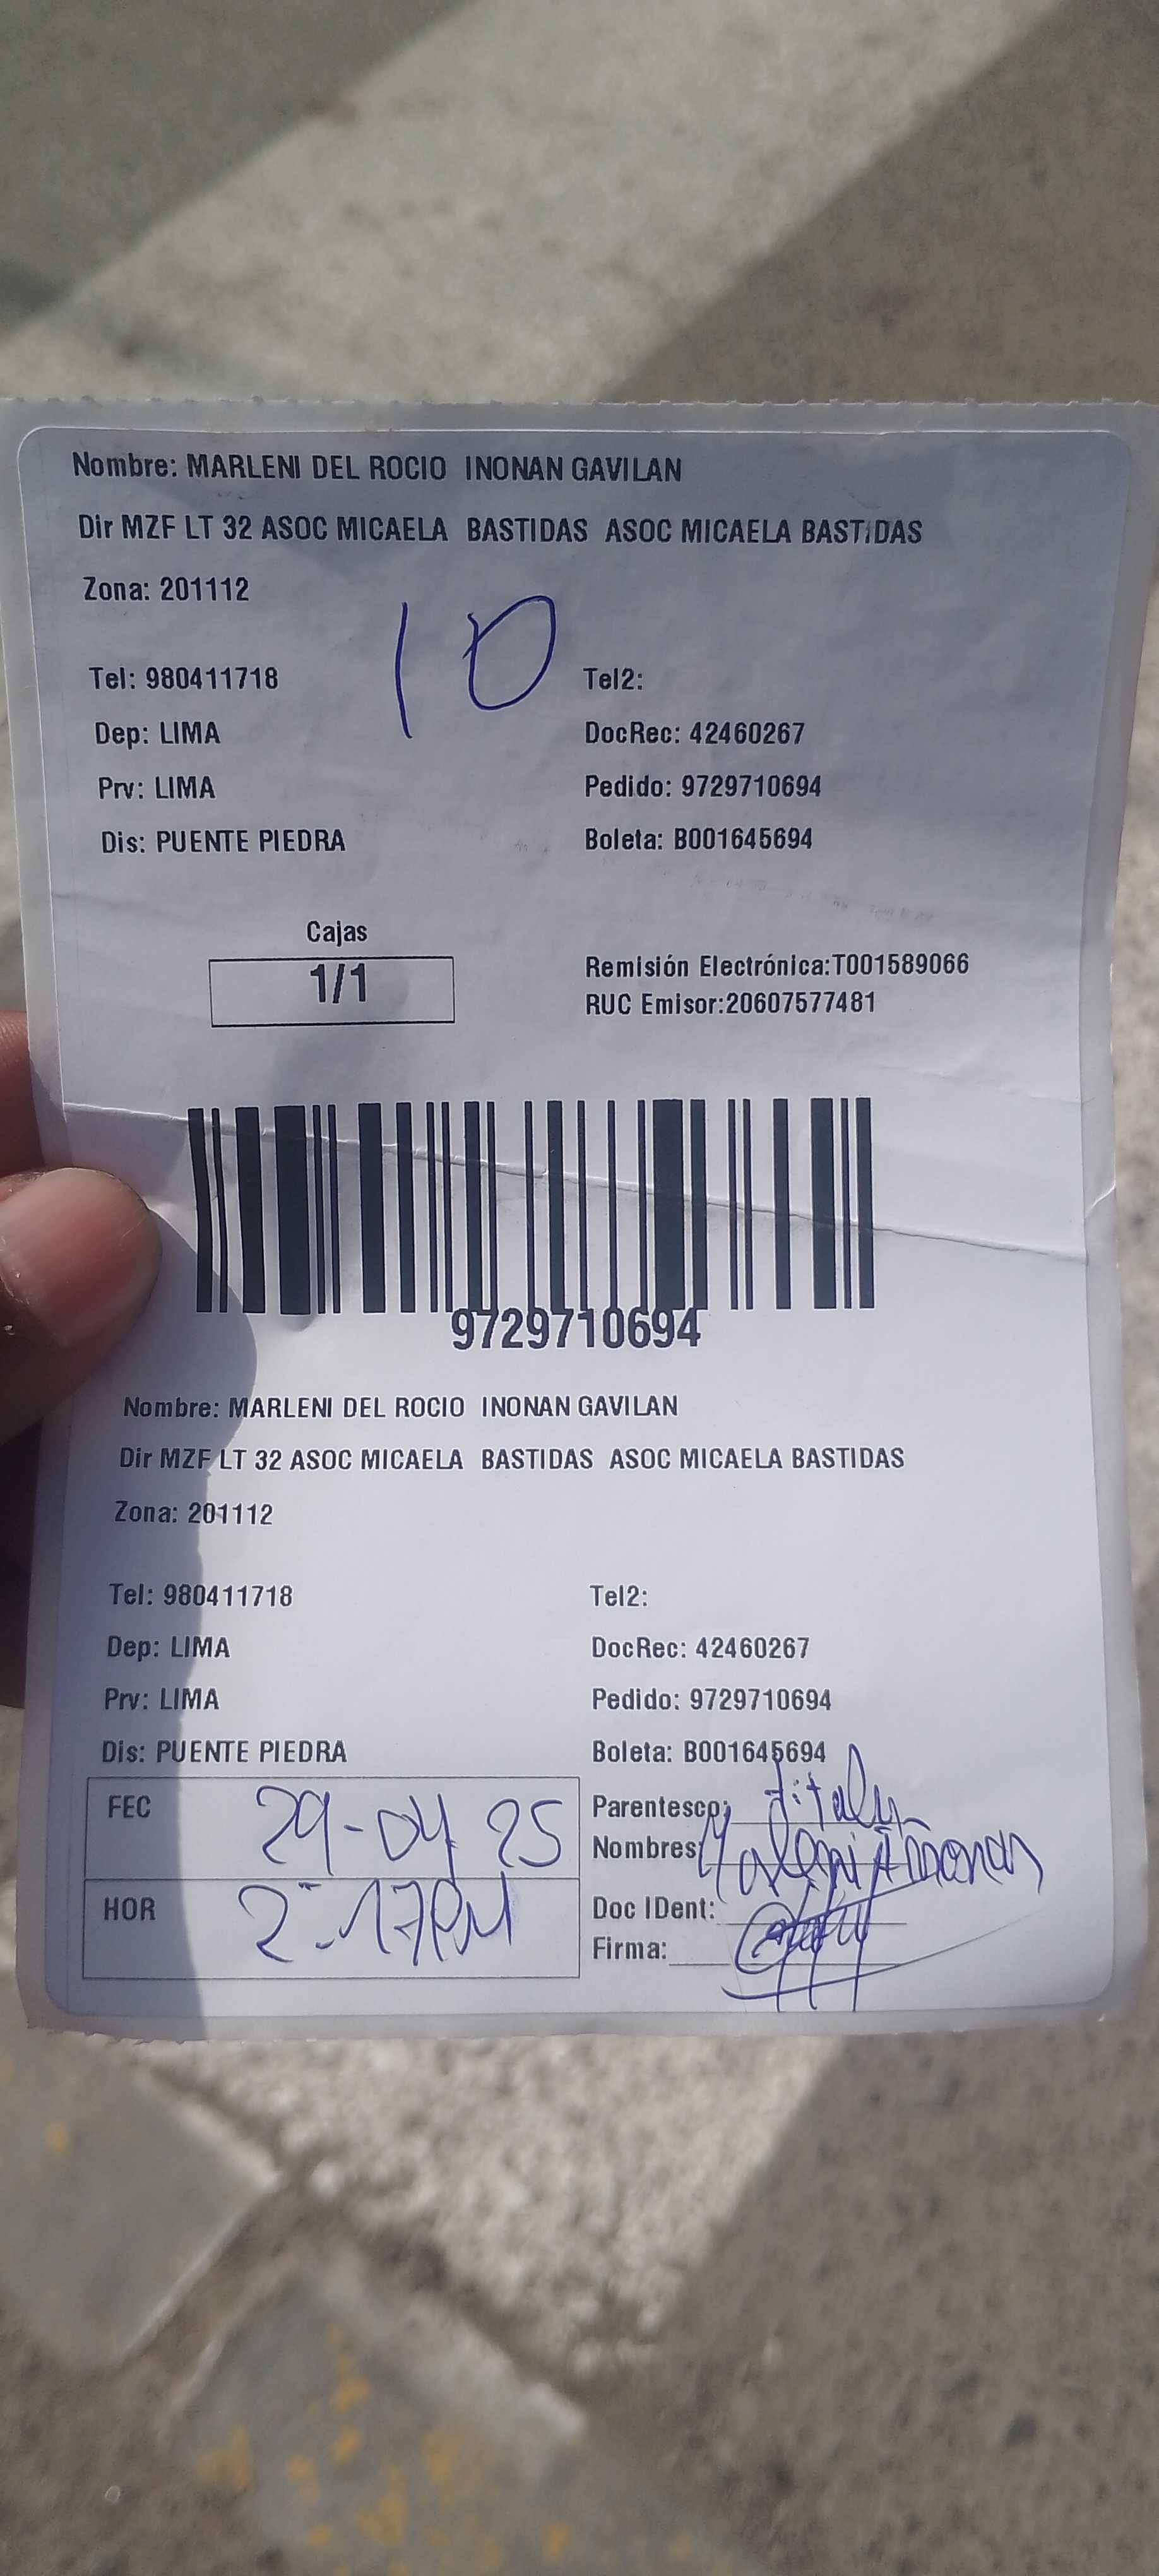 Nombre: MARLENI DEL ROCIO INONAN GAVILAN
Dir MZF LT 32 ASOC MICAELA BASTIDAS ASOC MICAELA BASTIDAS
Zona: 201112
10
Tel: 980411718 Tel2:
Dep: LIMA DocRec: 42460267
Prv: LIMA Pedido: 9729710694
Dis: PUENTE PIEDRA Boleta: B001645694
Cajas
1/1
Remisión Electrónica:T001589066
RUC Emisor:20607577481
9729710694
Nombre: MARLENI DEL ROCIO INONAN GAVILAN
Dir MZF LT 32 ASOC MICAELA BASTIDAS ASOC MICAELA BASTIDAS
Zona: 201112
Tel: 980411718 Tel2:
Dep: LIMA DocRec: 42460267
Prv: LIMA Pedido: 9729710694
Dis: PUENTE PIEDRA Boleta: B001645694
FEC 29-04 25
HOR 2:17PM
Parentesco:
Nombres:
Doc IDent:
Firma: